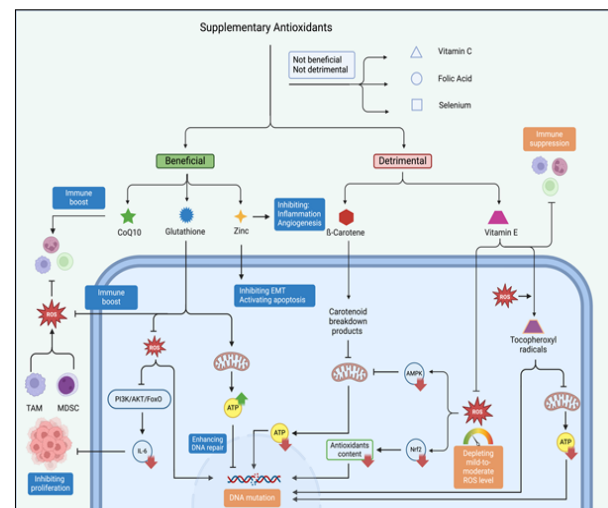 Supplementary Antioxidants
Not beneficial
Not detrimental
Vitamin C
Folic Acid
Selenium
Immune
suppression
Beneficial
Detrimental
Immune
boost
CoQ10
Glutathione
Zinc
Inhibiting:
Inflammation
Angiogenesis
ß-Carotene
Vitamin E
Immune
boost
Inhibiting EMT
Activating apoptosis
ROS
Carotenoid
breakdown
products
ROS
Tocopheroxyl
radicals
ROS
TAM
MDSC
PI3K/AKT/FoxO
ATP
AMPK
ROS
IL-6
Enhancing
DNA repair
ATP
Antioxidants
content
Nrf2
Depleting
mild-to-
moderate
ROS level
ATP
Inhibiting
proliferation
DNA mutation